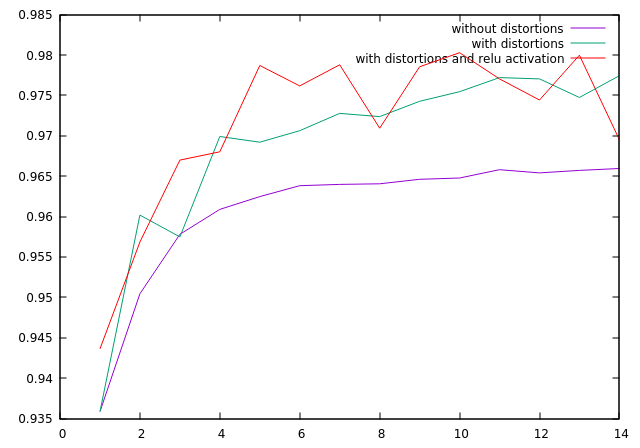 0.985
0.98
0.975
0.97
0.965
0.96
0.955
0.95
0.945
0.94
0.935
without distortions
with distortions
with distortions and relu activation
0 2 4 6 8 10 12 14